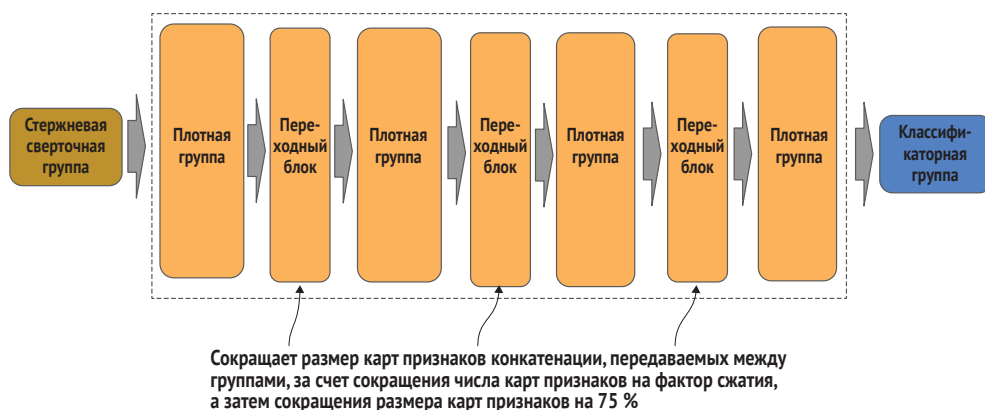 Стержневая
сверточная
группа
Плотная
группа
Пере-
ходный
блок
Плотная
группа
Пере-
ходный
блок
Плотная
группа
Пере-
ходный
блок
Плотная
группа
Классифи-
каторная
группа
Сокращает размер карт признаков конкатенации, передаваемых между
группами, за счет сокращения числа карт признаков на фактор сжатия,
а затем сокращения размера карт признаков на 75 %